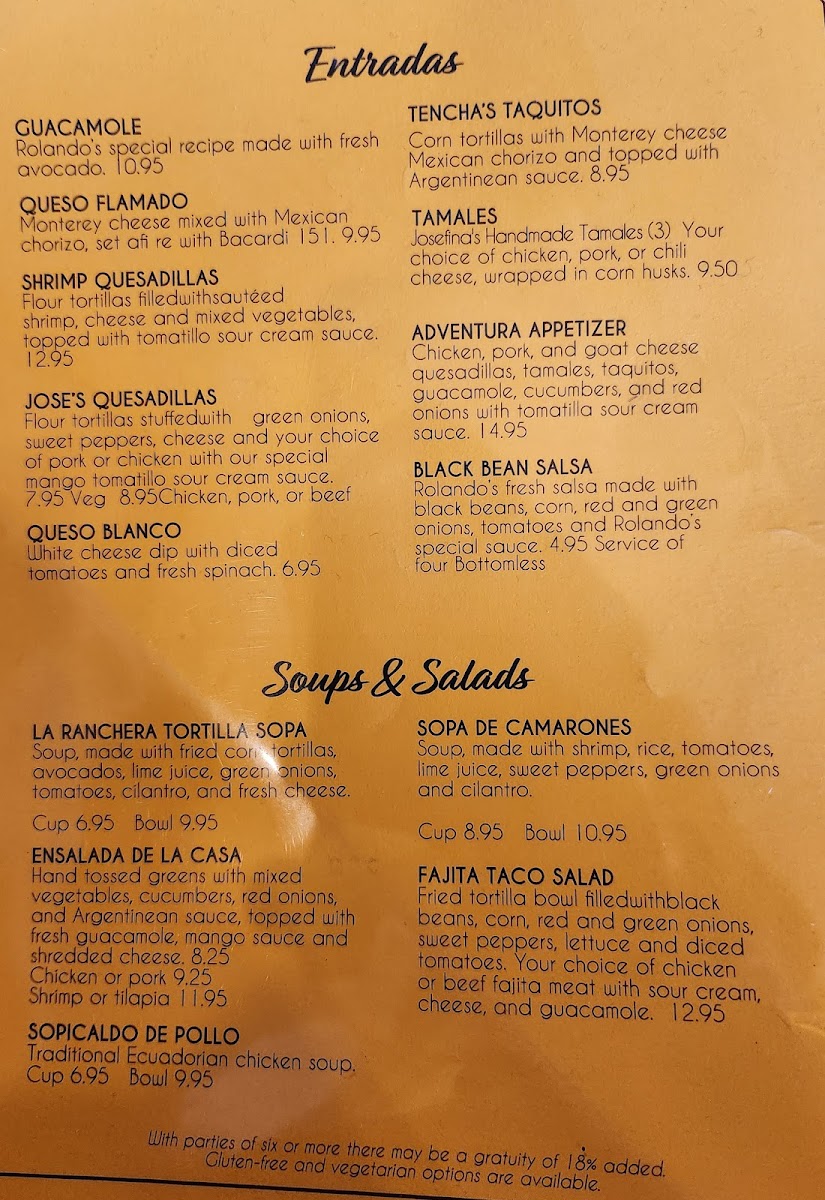 Entradas
GUACAMOLE
Rolando's special recipe made with fresh
avocado. 10.95
QUESO FLAMADO
Monterey cheese mixed with Mexican
chorizo, set afi re with Bacardi 151. 9.95
SHRIMP QUESADILLAS
Flour tortillas filledwithsautéed
shrimp, cheese and mixed vegetables,
topped with tomatillo sour cream sauce.
12.95
JOSE'S QUESADILLAS
Flour tortillas stuffedwith green onions,
sweet peppers, cheese and your choice
of pork or chicken with our special
mango tomatillo sour cream sauce.
7.95 Veg 8.95Chicken, pork, or beef
QUESO BLANCO
White cheese dip with diced
tomatoes and fresh spinach. 6.95
TENCHA'S TAQUITOS
Corn tortillas with Monterey cheese
Mexican chorizo and topped with
Argentinean sauce. 8.95
TAMALES
Josefina's Handmade Tamales (3) Your
choice of chicken, pork, or chili
cheese, wrapped in corn husks. 9.50
ADVENTURA APPETIZER
Chicken, pork, and goat cheese
quesadillas, tamales, taquitos,
guacamole, cucumbers, and red
onions with tomatilla sour cream
sauce. 14.95
BLACK BEAN SALSA
Rolando's fresh salsa made with
black beans, corn, red and green
onions, tomatoes and Rolando's
special sauce. 4.95 Service of
four Bottomless
Soups & Salads
LA RANCHERA TORTILLA SOPA
Soup, made with fried corn tortillas,
avocados, lime juice, green onions,
tomatoes, cilantro, and fresh cheese.
Cup 6.95 Bowl 9.95
ENSALADA DE LA CASA
Hand tossed greens with mixed
vegetables, cucumbers, red onions,
and Argentinean sauce, topped with
fresh guacamole, mango sauce and
shredded cheese. 8.25
Chicken or pork 9.25
Shrimp or tilapia 11.95
SOPICALDO DE POLLO
Traditional Ecuadorian chicken soup.
Cup 6.95 Bowl 9.95
SOPA DE CAMARONES
Soup, made with shrimp, rice, tomatoes,
lime juice, sweet peppers, green onions
and cilantro.
Cup 8.95 Bowl 10.95
FAJITA TACO SALAD
Fried tortilla bowl filledwithblack
beans, corn, red and green onions,
sweet peppers, lettuce and diced
tomatoes. Your choice of chicken
or beef fajita meat with sour cream,
cheese, and guacamole. 12.95
With parties of six or more there may be a gratuity of 18% added.
Gluten-free and vegetarian options are available.